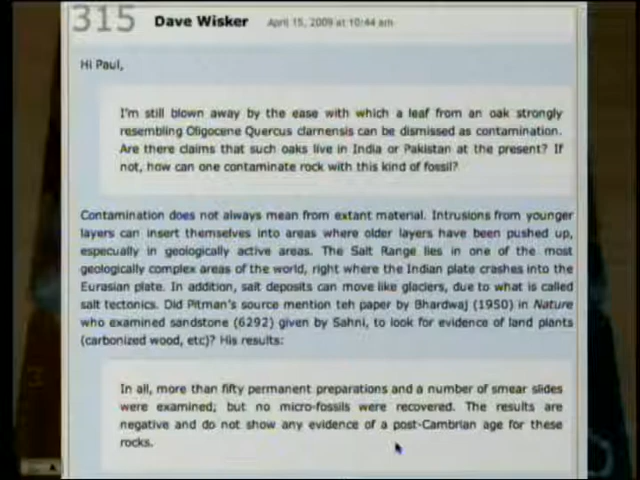 315 Dave Wisker April 15, 2009 at 10:44 am
Hi Paul,
I'm still blown away by the ease with which a leaf from an oak strongly
resembling Oligocene Quercus clarnensis can be dismissed as contamination.
Are there claims that such oaks live in India or Pakistan at the present? If
not, how can one contaminate rock with this kind of fossil?
Contamination does not always mean from extant material. Intrusions from younger
layers can insert themselves into areas where older layers have been pushed up,
especually in geologically active areas. The Salt Range lies in one of the most
geologically complex areas of the world, right where the Indian plate crashes into the
Eurasian plate. In addition, salt deposits can move like glaciers, due to what is called
salt tectonics. Did Pitman's source mention teh paper by Bhardwaj (1950) in Nature
who examined sandstone (6292) given by Sahni, to look for evidence of land plants
(carbonized wood, etc)? His results:
In all, more than fifty permanent preparations and a number of smear slides
were examined; but no micro-fossils were recovered. The results are
negative and do not show any evidence of a post-Cambrian age for these
rocks.